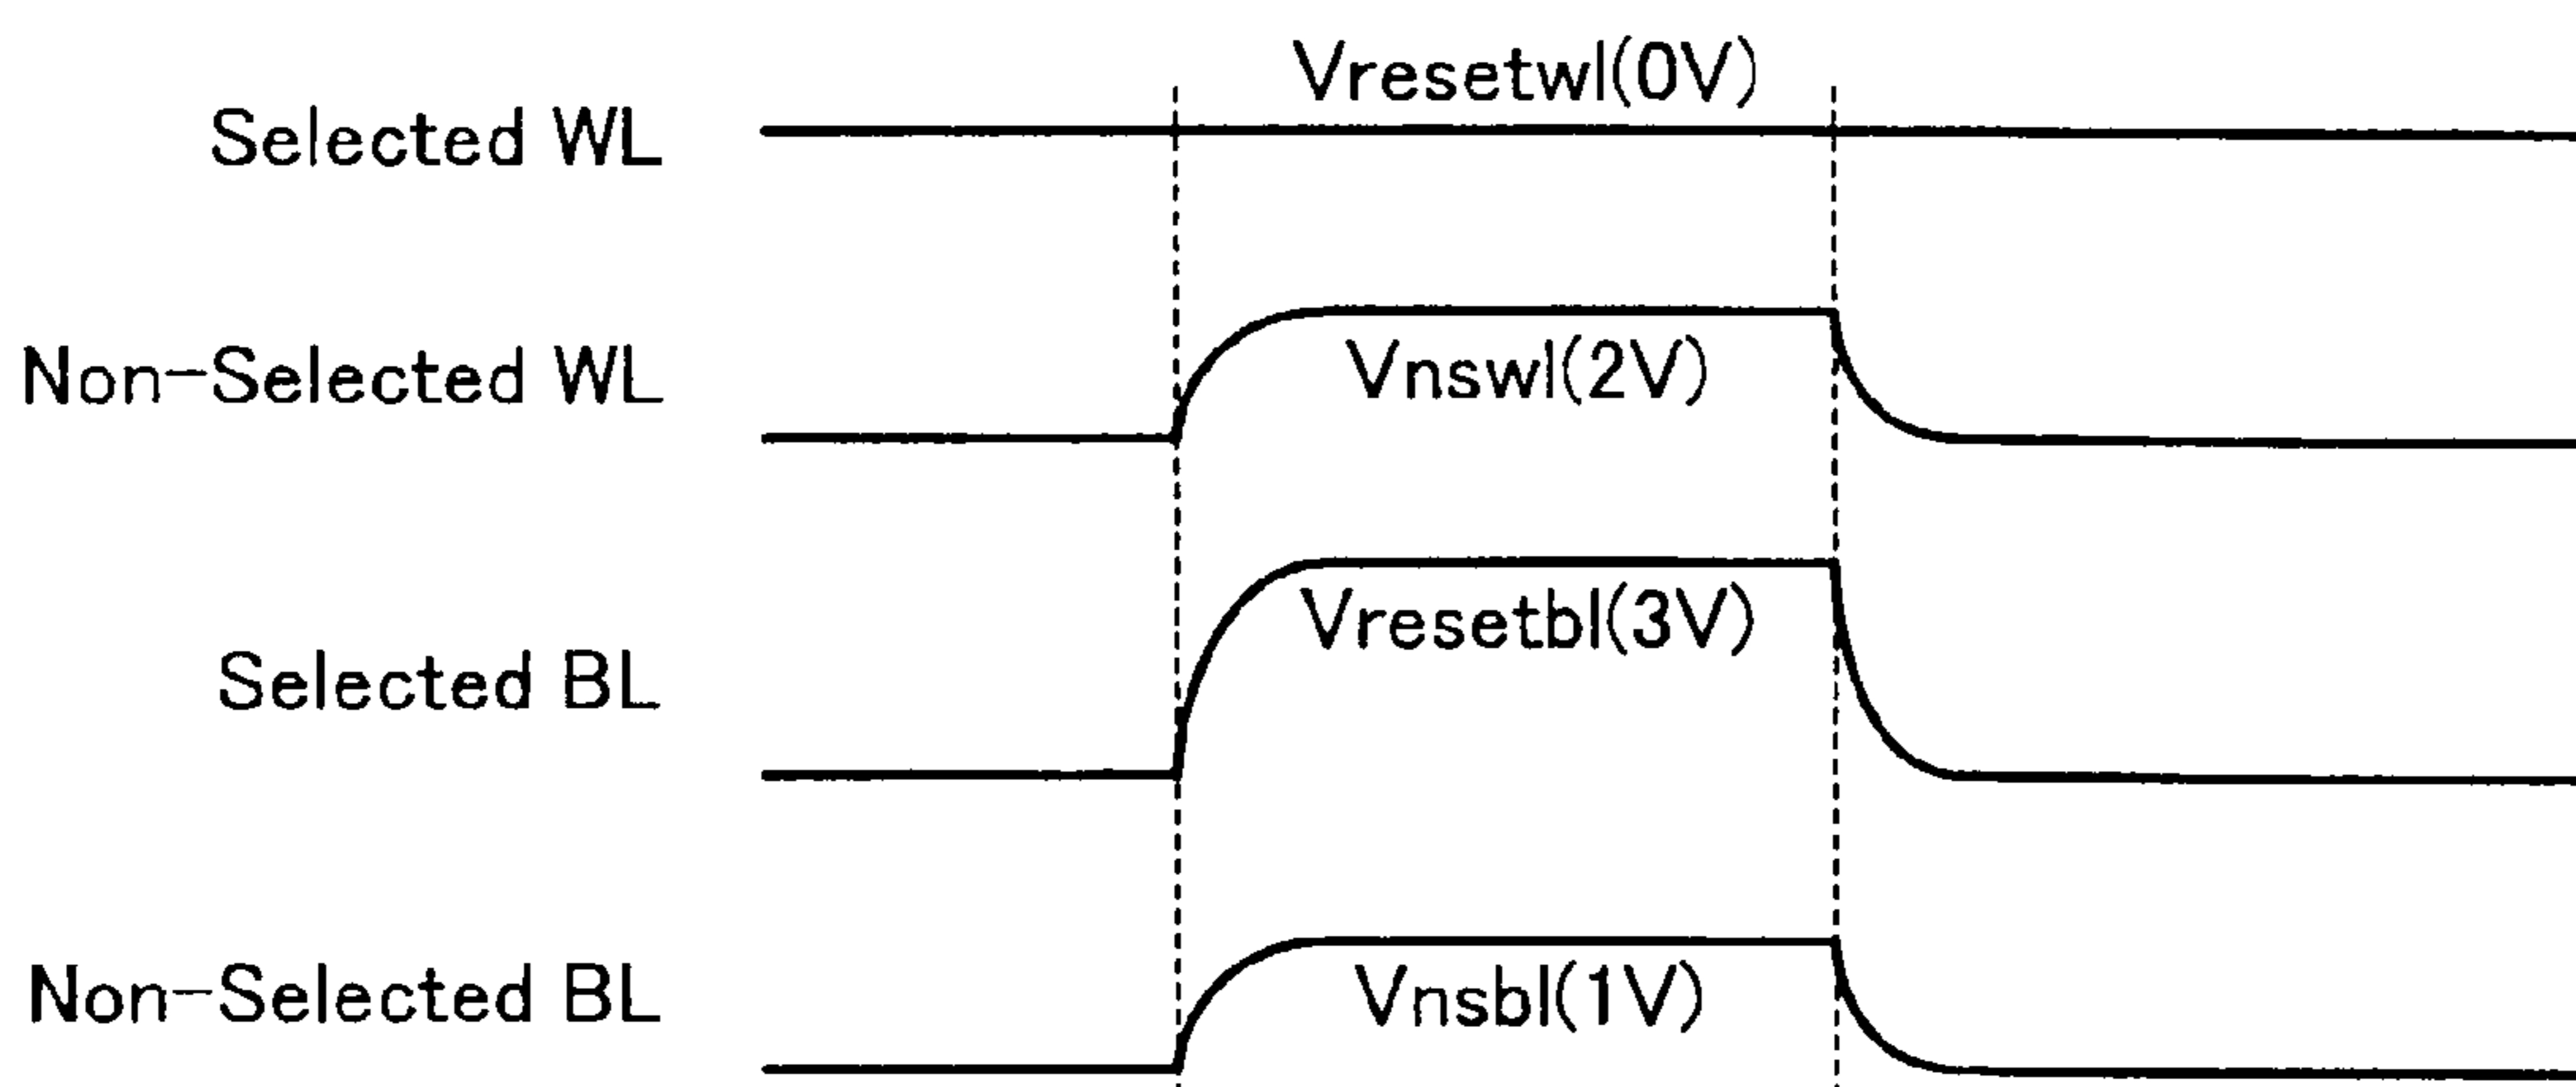 Vresetwl(0V)
Selected WL
Non-Selected WL
Vnswl(2V)
Selected BL
Vresetbl(3V)
Non-Selected BL
Vnsbl(1V)